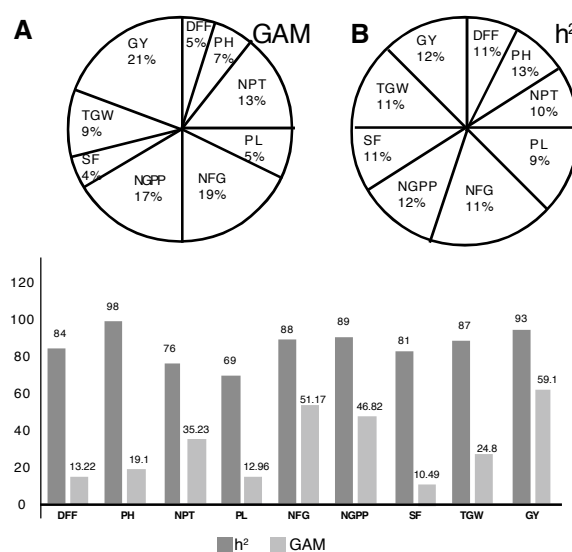 A
GAM
DFF
5%
PH
7%
NPT
13%
PL
5%
NFG
19%
NGPP
17%
SF
4%
TGW
9%
GY
21%
B
h²
DFF
11%
PH
13%
NPT
10%
PL
9%
NFG
11%
NGPP
12%
SF
11%
TGW
11%
GY
12%
120
100
80
60
40
20
0
84
13.22
98
19.1
76
35.23
69
12.96
88
51.17
89
46.82
81
10.49
87
24.8
93
59.1
DFF PH NPT PL NFG NGPP SF TGW GY
h² GAM